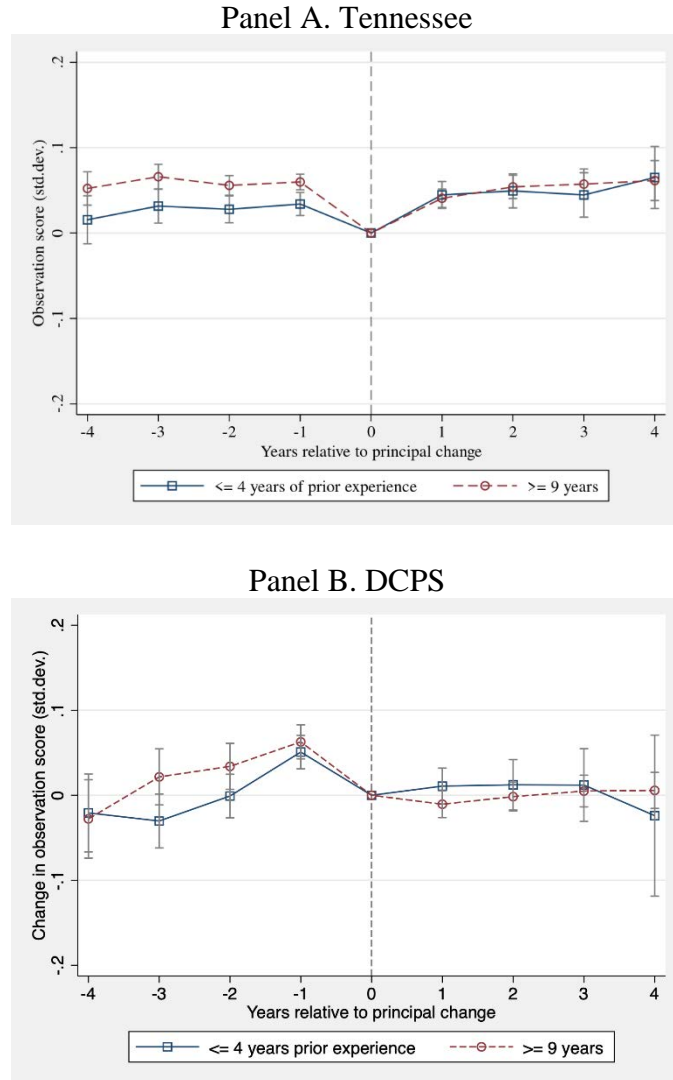 Panel A. Tennessee
Observation score (std.dev.)
.2
.1
0
-.1
-.2
-4 -3 -2 -1 0 1 2 3 4
Years relative to principal change
<= 4 years of prior experience >= 9 years
Panel B. DCPS
Change in observation score (std.dev.)
.2
.1
0
-.1
-.2
-4 -3 -2 -1 0 1 2 3 4
Years relative to principal change
<= 4 years prior experience >= 9 years